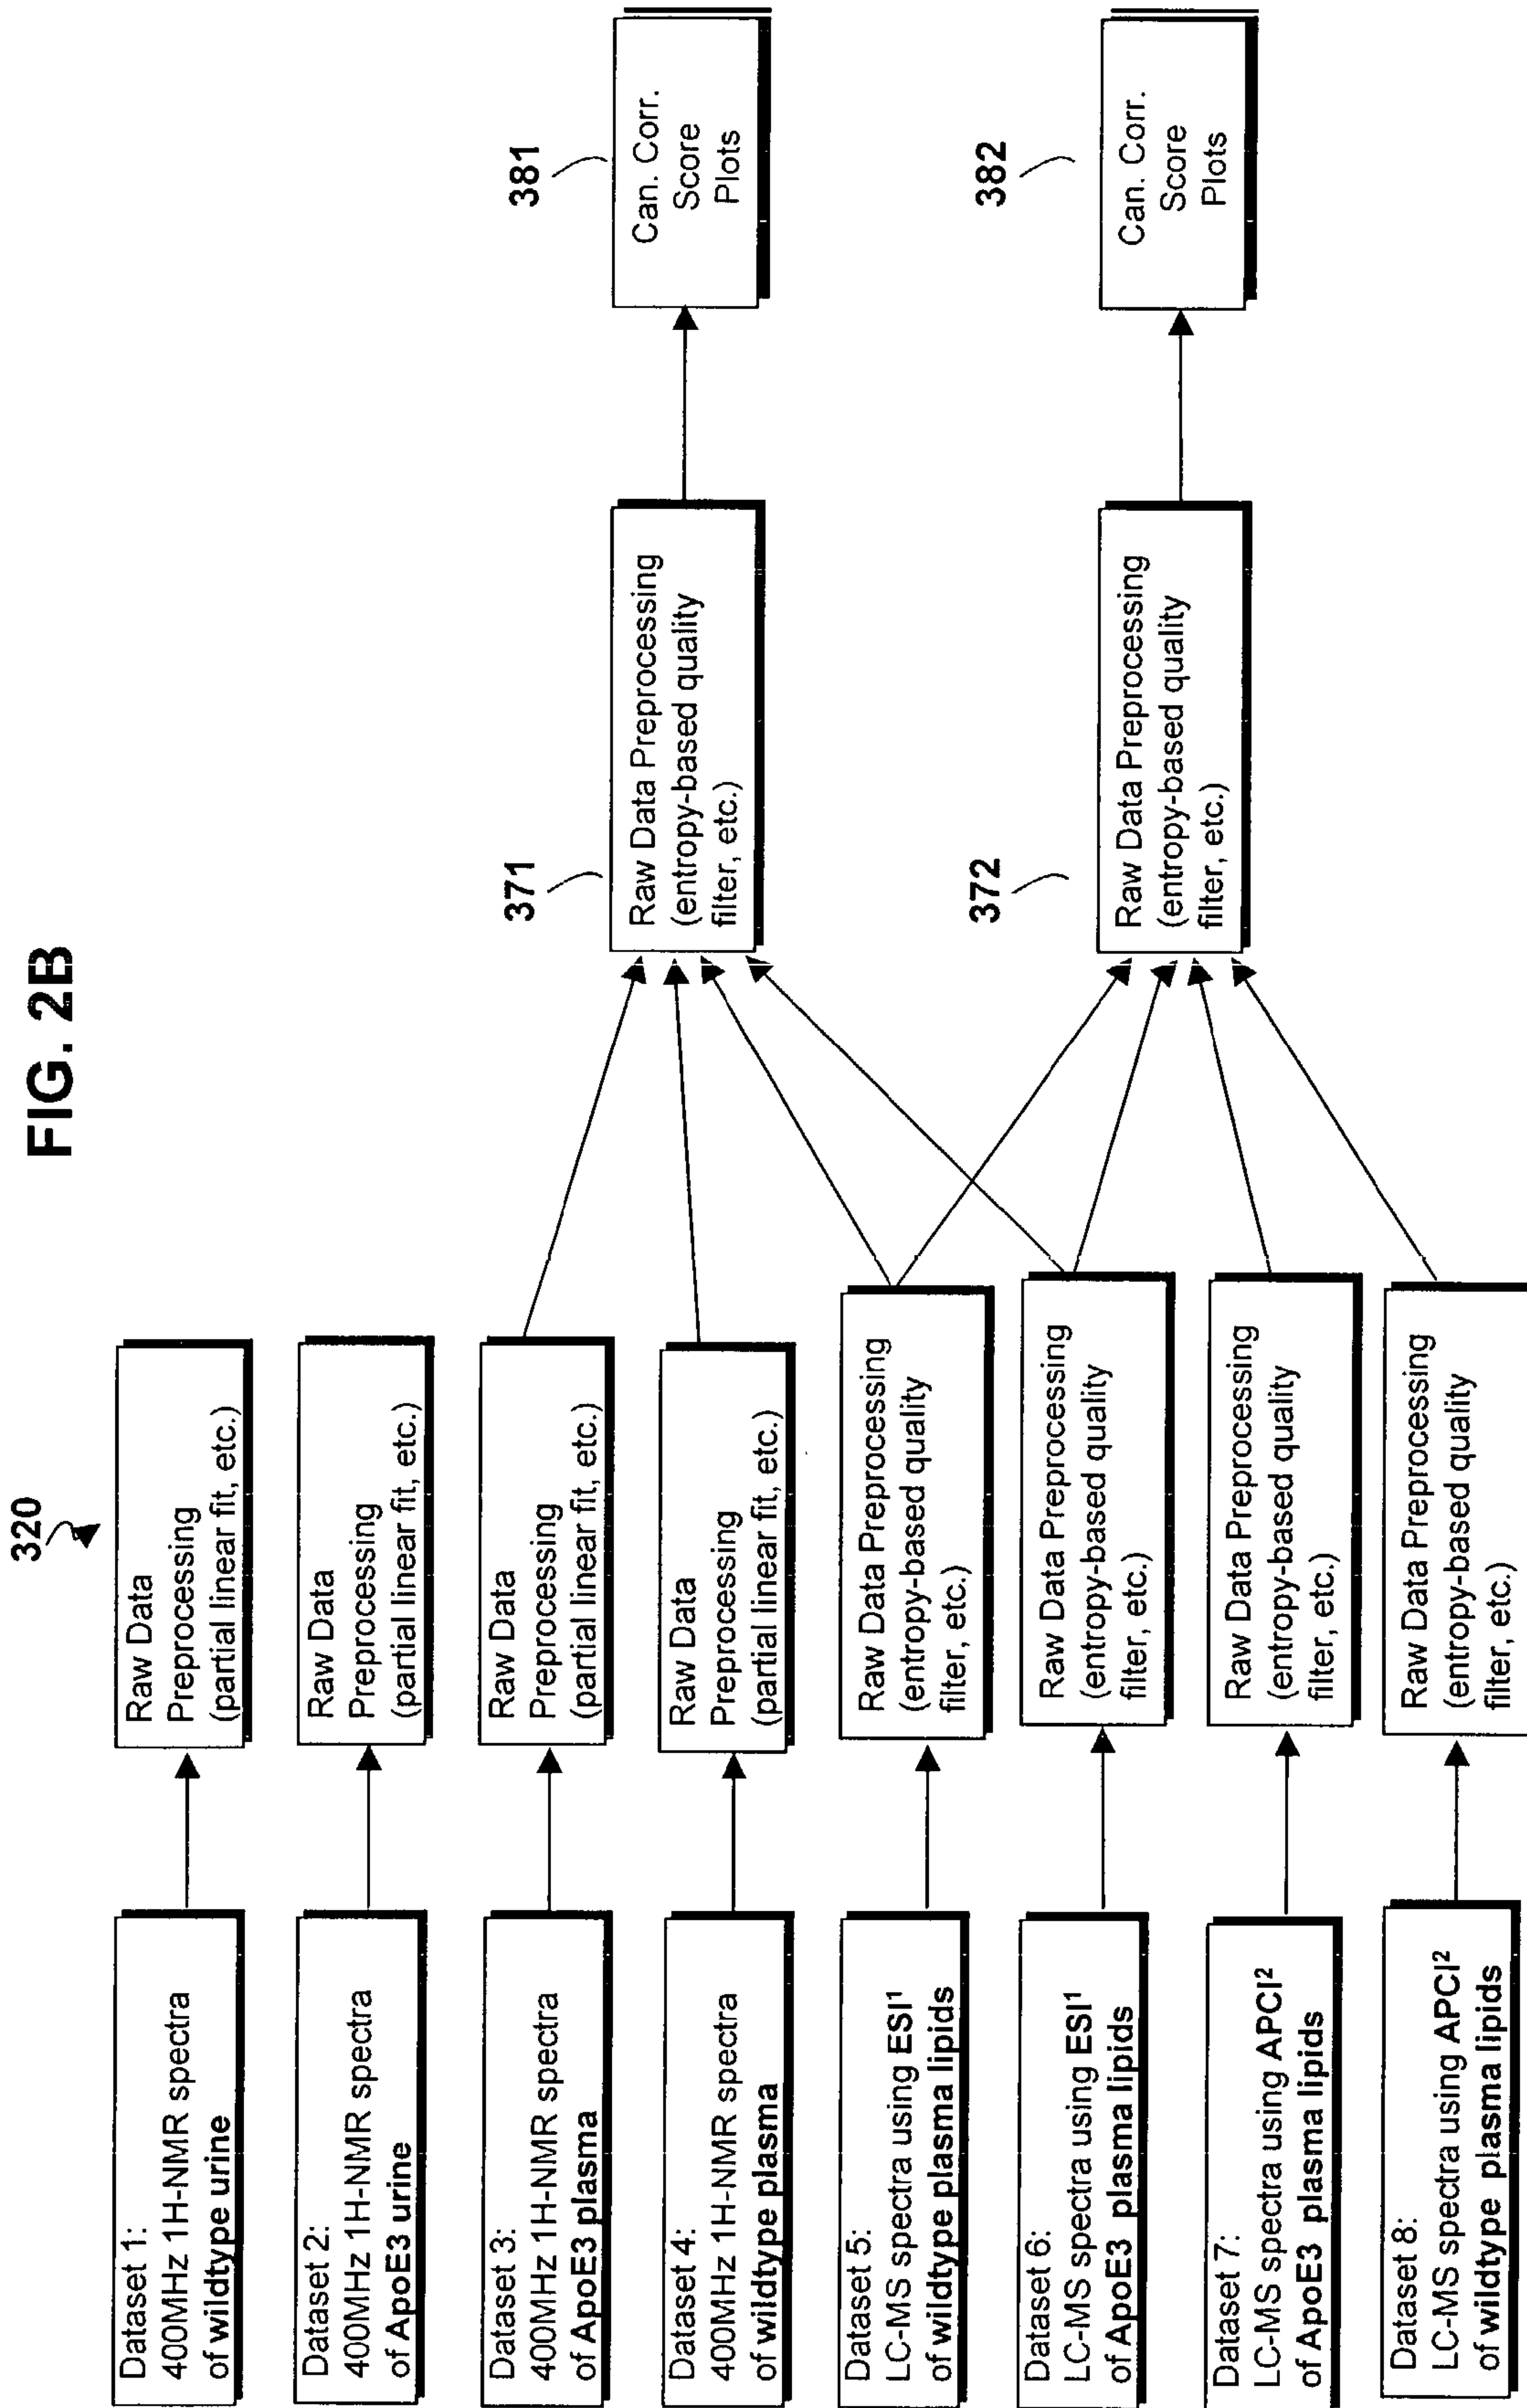 FIG. 2B
320
Dataset 1:
400MHz 1H-NMR spectra
of wildtype urine
Raw Data
Preprocessing
(partial linear fit, etc.)
Dataset 2:
400MHz 1H-NMR spectra
of ApoE3 urine
Raw Data
Preprocessing
(partial linear fit, etc.)
Dataset 3:
400MHz 1H-NMR spectra
of ApoE3 plasma
Raw Data
Preprocessing
(partial linear fit, etc.)
Dataset 4:
400MHz 1H-NMR spectra
of wildtype plasma
Raw Data
Preprocessing
(partial linear fit, etc.)
Dataset 5:
LC-MS spectra using ESI¹
of wildtype plasma lipids
Raw Data Preprocessing
(entropy-based quality
filter, etc.)
Dataset 6:
LC-MS spectra using ESI¹
of ApoE3 plasma lipids
Raw Data Preprocessing
(entropy-based quality
filter, etc.)
Dataset 7:
LC-MS spectra using APCI²
of ApoE3 plasma lipids
Raw Data Preprocessing
(entropy-based quality
filter, etc.)
Dataset 8:
LC-MS spectra using APCI²
of wildtype plasma lipids
Raw Data Preprocessing
(entropy-based quality
filter, etc.)
371
Raw Data Preprocessing
(entropy-based quality
filter, etc.)
381
Can. Corr.
Score
Plots
372
Raw Data Preprocessing
(entropy-based quality
filter, etc.)
382
Can. Corr.
Score
Plots